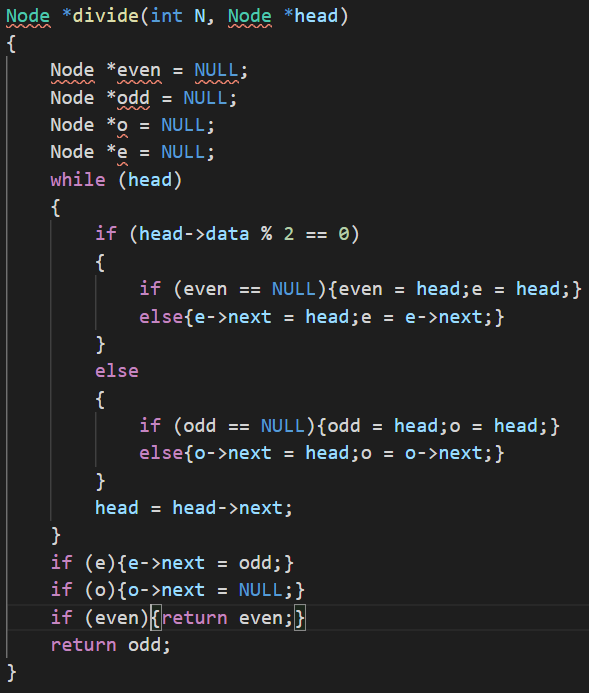 Node *divide(int N, Node *head)
{
    Node *even = NULL;
    Node *odd = NULL;
    Node *o = NULL;
    Node *e = NULL;
    while (head)
    {
        if (head->data % 2 == 0)
        {
            if (even == NULL){even = head;e = head;}
            else{e->next = head;e = e->next;}
        }
        else
        {
            if (odd == NULL){odd = head;o = head;}
            else{o->next = head;o = o->next;}
        }
        head = head->next;
    }
    if (e){e->next = odd;}
    if (o){o->next = NULL;}
    if (even){return even;}
    return odd;
}